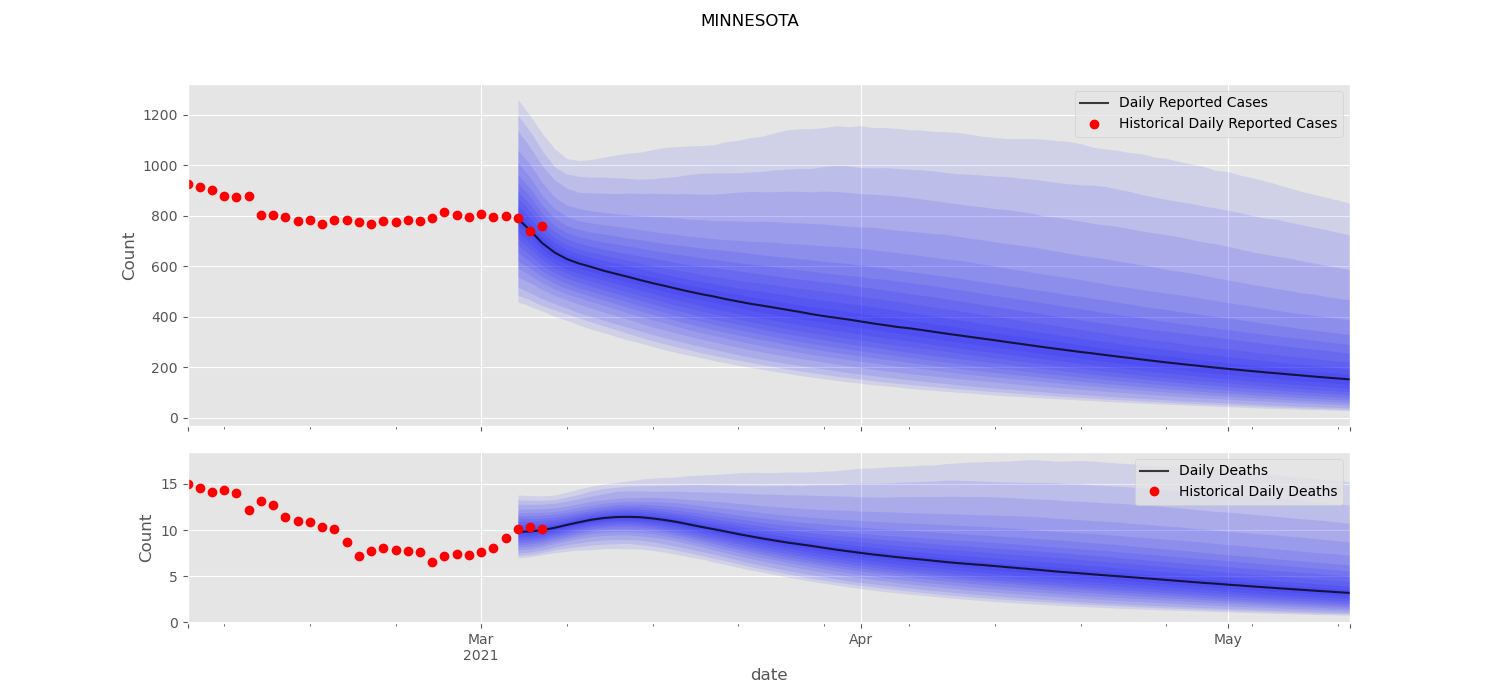 MINNESOTA
1200
1000
800
600
400
200
0
Count
Daily Reported Cases
Historical Daily Reported Cases
15
10
5
0
Count
Daily Deaths
Historical Daily Deaths
Mar
2021
Apr
May
date